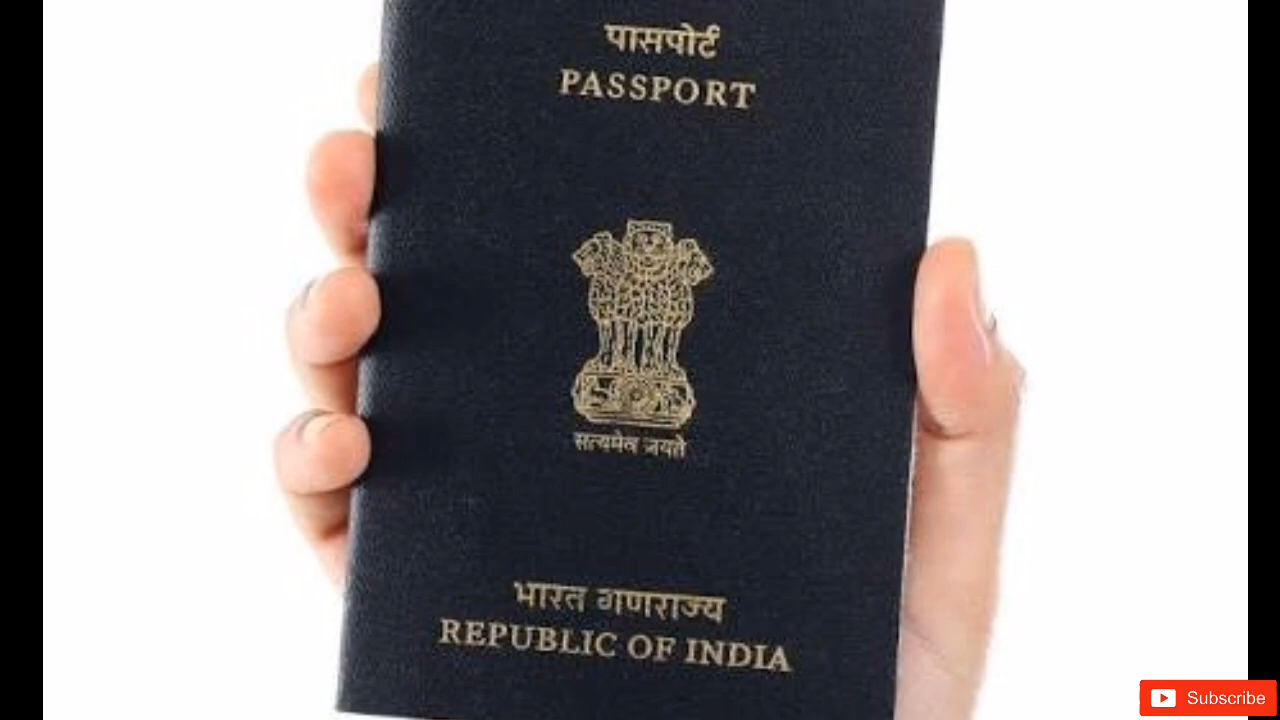 पासपोर्ट
PASSPORT
सत्यमेव जयते
भारत गणराज्य
REPUBLIC OF INDIA
Subscribe